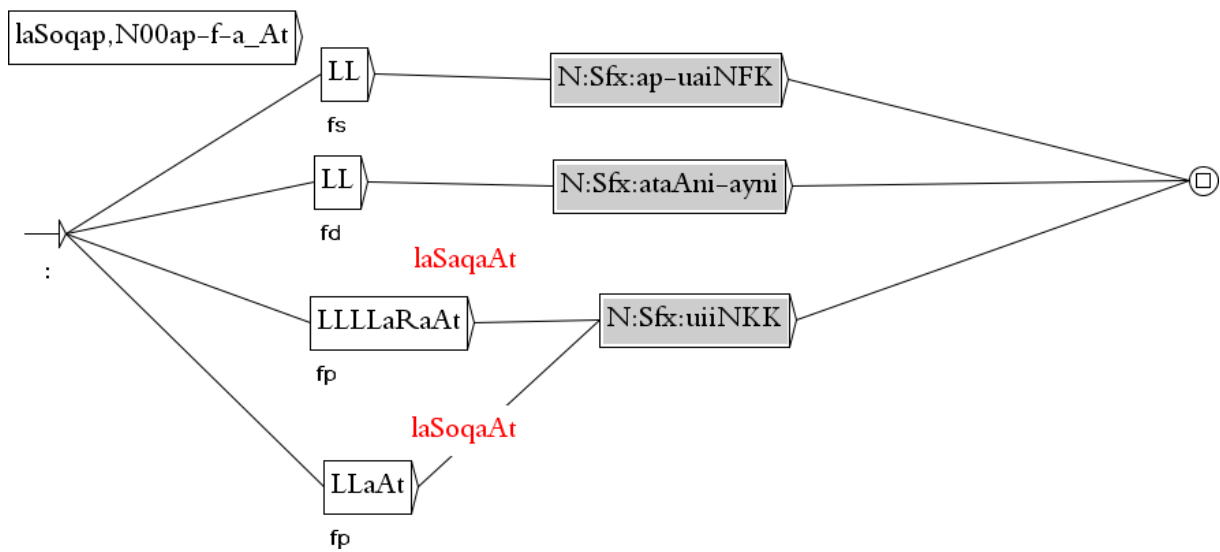 laSoqap,N00ap-f-a_At
LL
N:Sfx:ap-uaiNFK
fs
LL
N:Sfx:ataAni-ayni
fd
:
laSaqaAt
LLLLaRaAt
N:Sfx:uiiNKK
fp
laSoqaAt
LLaAt
fp